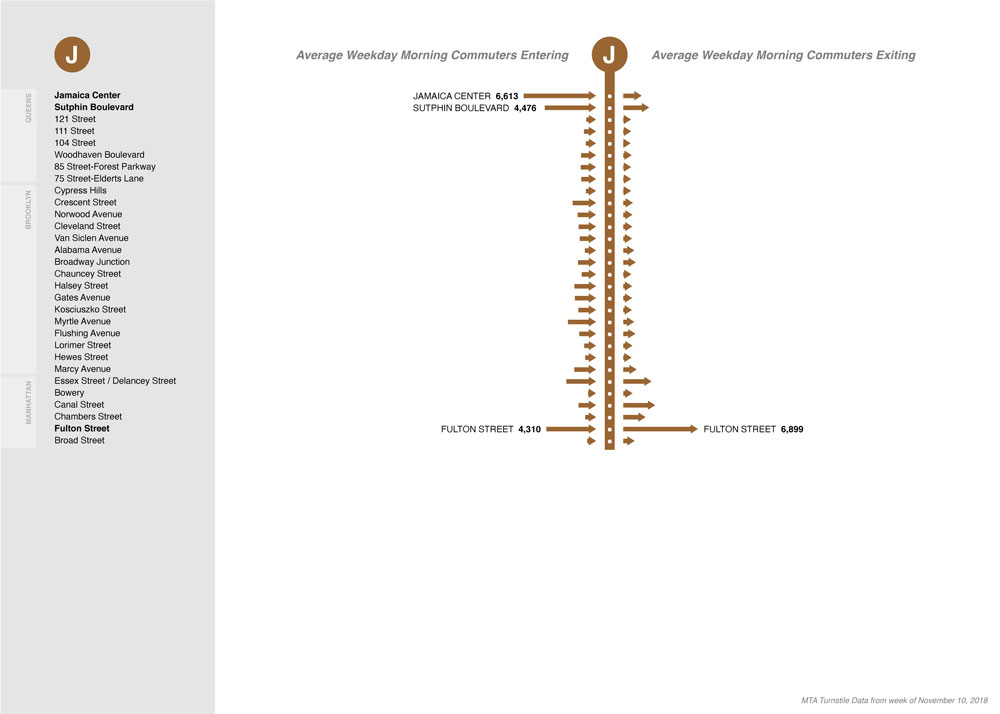 J
QUEENS
Jamaica Center
Sutphin Boulevard
121 Street
111 Street
104 Street
Woodhaven Boulevard
85 Street-Forest Parkway
75 Street-Elderts Lane
BROOKLYN
Cypress Hills
Crescent Street
Norwood Avenue
Cleveland Street
Van Siclen Avenue
Alabama Avenue
Broadway Junction
Chauncey Street
Halsey Street
Gates Avenue
Kosciuszko Street
Myrtle Avenue
Flushing Avenue
Lorimer Street
Hewes Street
Marcy Avenue
MANHATTAN
Essex Street / Delancey Street
Bowery
Canal Street
Chambers Street
Fulton Street
Broad Street
Average Weekday Morning Commuters Entering
J
Average Weekday Morning Commuters Exiting
JAMAICA CENTER 6,613
SUTPHIN BOULEVARD 4,476
FULTON STREET 4,310
FULTON STREET 6,899
MTA Turnstile Data from week of November 10, 2018